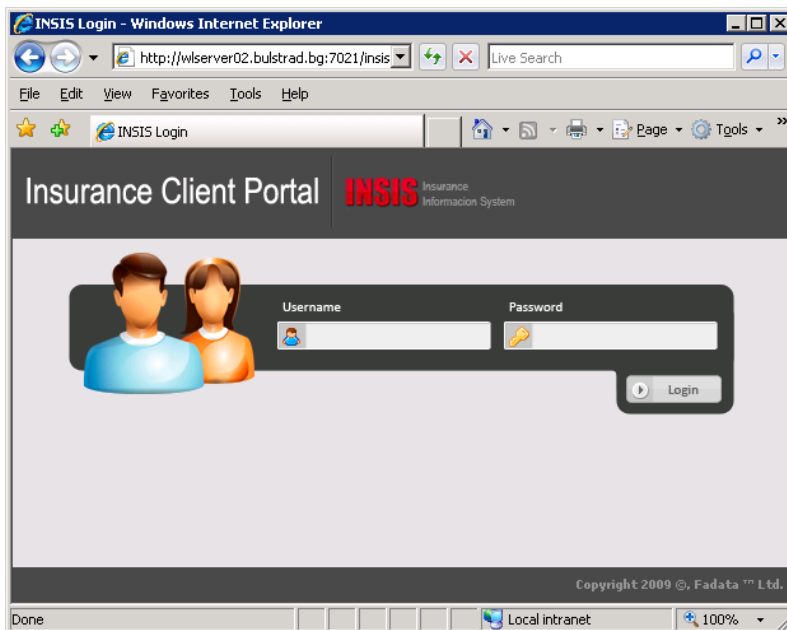 INSIS Login - Windows Internet Explorer
http://wlserver02.bulstrad.bg:7021/insis
Live Search
File Edit View Favorites Tools Help
INSIS Login
Page
Tools
»
Insurance Client Portal
INSIS
Insurance
Informacion System
Username
Password
Login
Copyright 2009 ©, Fadata ™ Ltd.
Done
Local intranet
100%